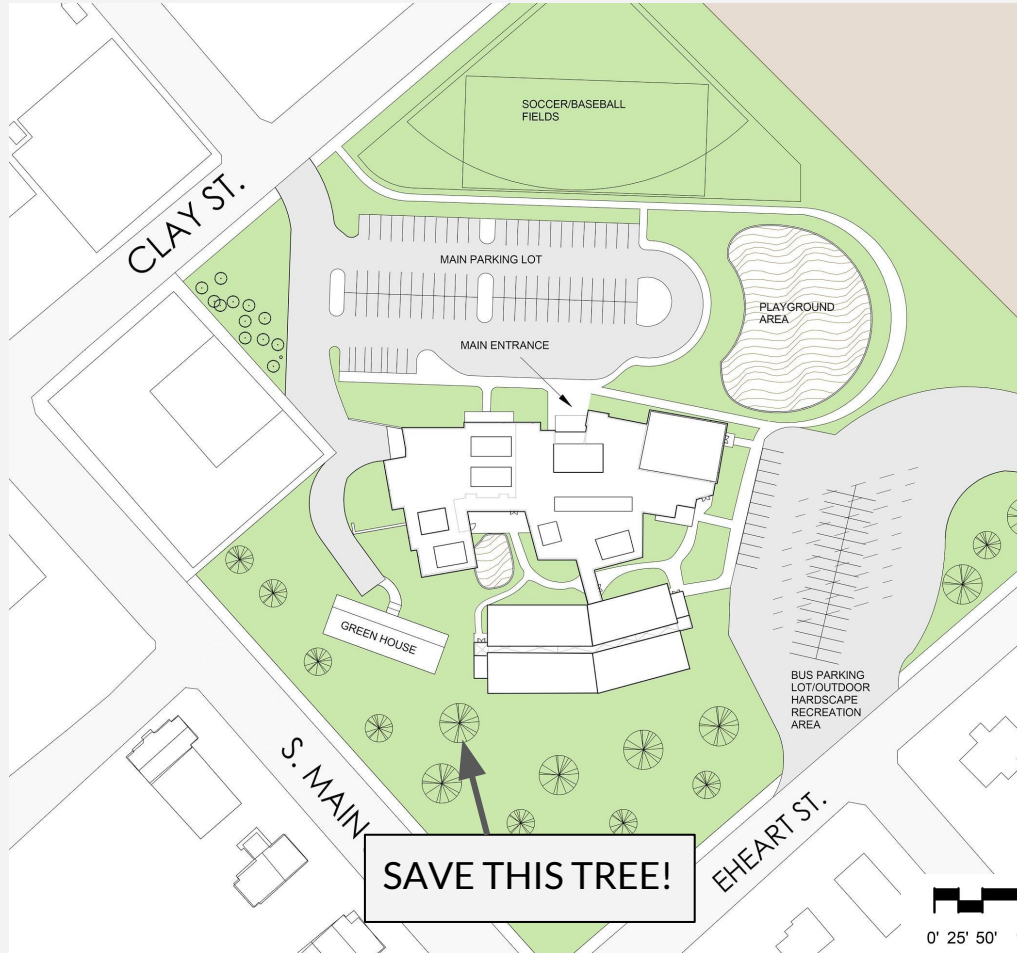 SOCCER/BASEBALL
FIELDS
CLAY ST.
MAIN PARKING LOT
PLAYGROUND
AREA
MAIN ENTRANCE
GREEN HOUSE
BUS PARKING
LOT/OUTDOOR
HARDSCAPE
RECREATION
AREA
S. MAIN
EHEART ST.
SAVE THIS TREE!
0' 25' 50'